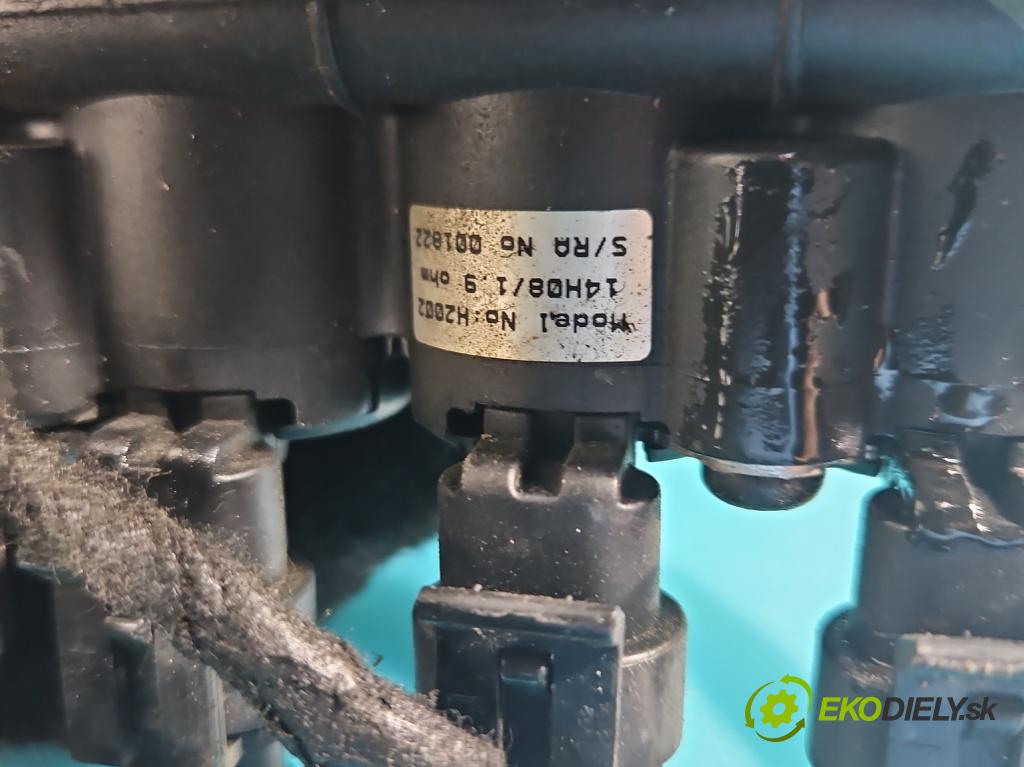 Model No:H2002
14H08/1.9 ohm
S/RA No 001822
EKODIELY.sk